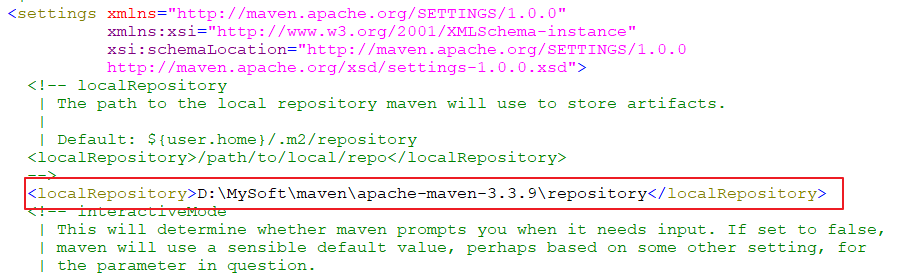 <settings xmlns="http://maven.apache.org/SETTINGS/1.0.0"
xmlns:xsi="http://www.w3.org/2001/XMLSchema-instance"
xsi:schemaLocation="http://maven.apache.org/SETTINGS/1.0.0
http://maven.apache.org/xsd/settings-1.0.0.xsd">
<!-- localRepository
| The path to the local repository maven will use to store artifacts.
|
| Default: ${user.home}/.m2/repository
<localRepository>/path/to/local/repo</localRepository>
-->
<localRepository>D:\MySoft\maven\apache-maven-3.3.9\repository</localRepository>
<!-- interactiveMode
| This will determine whether maven prompts you when it needs input. If set to false,
| maven will use a sensible default value, perhaps based on some other setting, for
| the parameter in question.